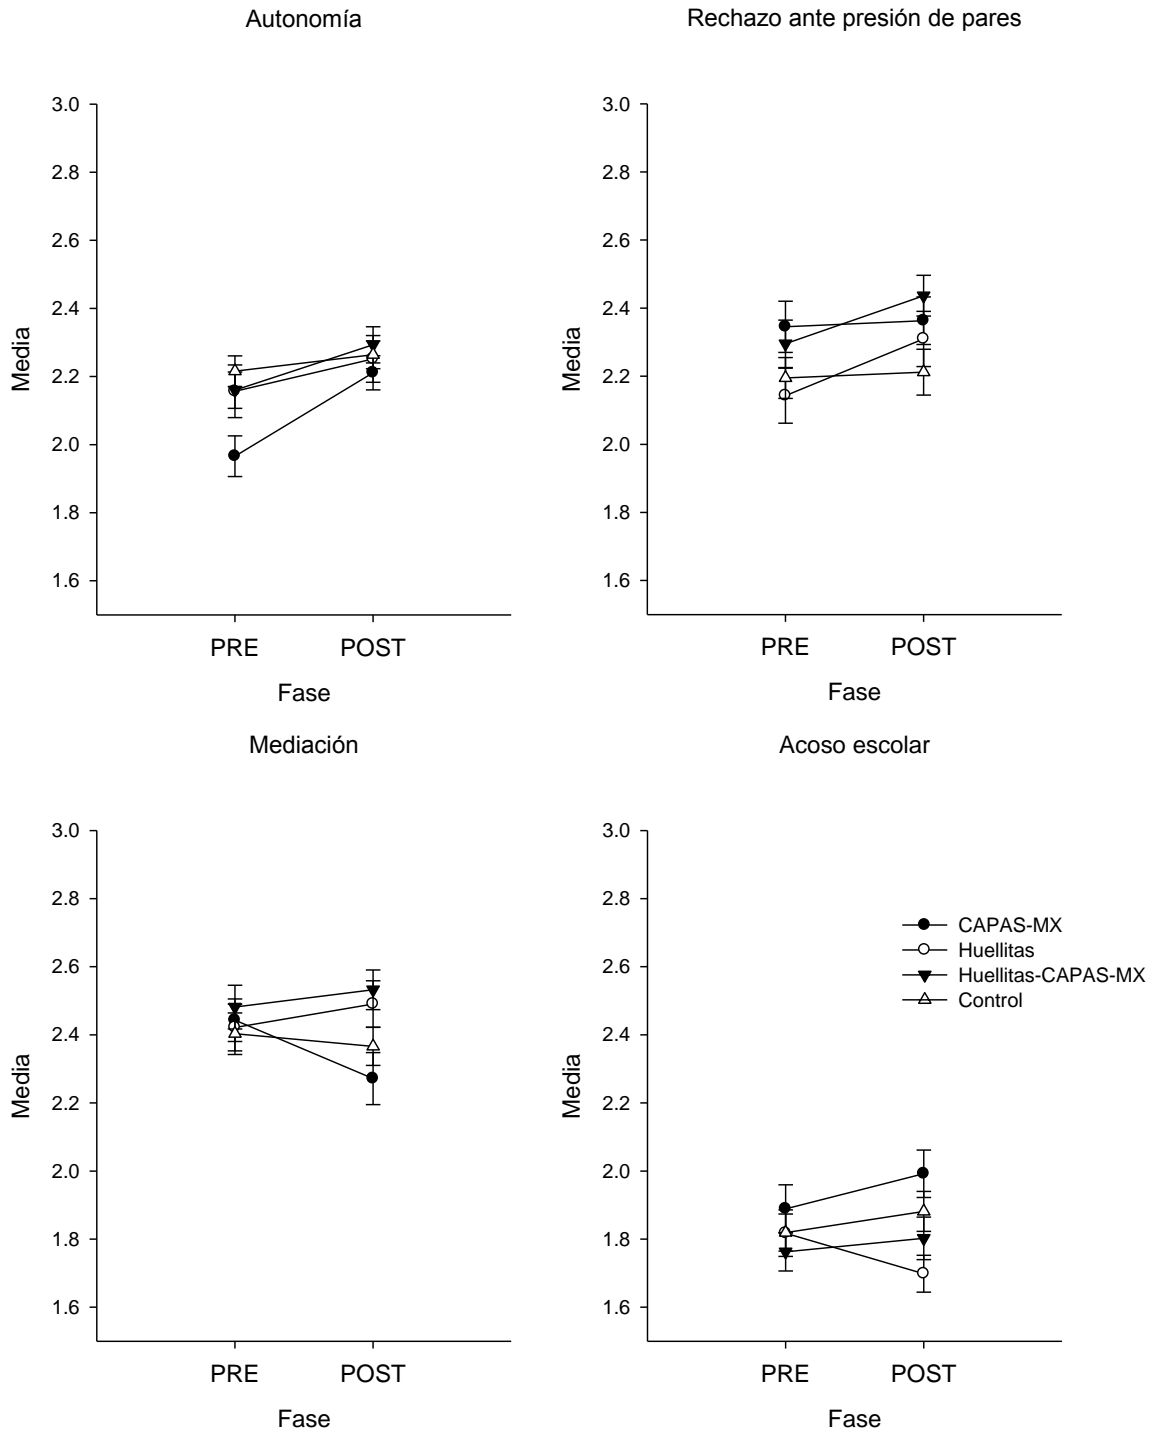 Autonomía
Rechazo ante presión de pares
3.0
2.8
2.6
2.4
2.2
2.0
1.8
1.6
Media
PRE
POST
Fase
3.0
2.8
2.6
2.4
2.2
2.0
1.8
1.6
Media
PRE
POST
Fase
Mediación
Acoso escolar
3.0
2.8
2.6
2.4
2.2
2.0
1.8
1.6
Media
PRE
POST
Fase
3.0
2.8
2.6
2.4
2.2
2.0
1.8
1.6
Media
CAPAS-MX
Huellitas
Huellitas-CAPAS-MX
Control
PRE
POST
Fase